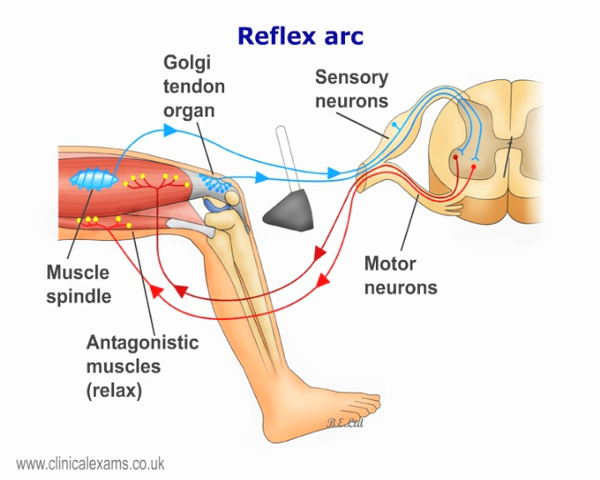 Reflex arc
Golgi
tendon
organ
Sensory
neurons
Muscle
spindle
Motor
neurons
Antagonistic
muscles
(relax)
B.E.Ltd
www.clinicalexams.co.uk